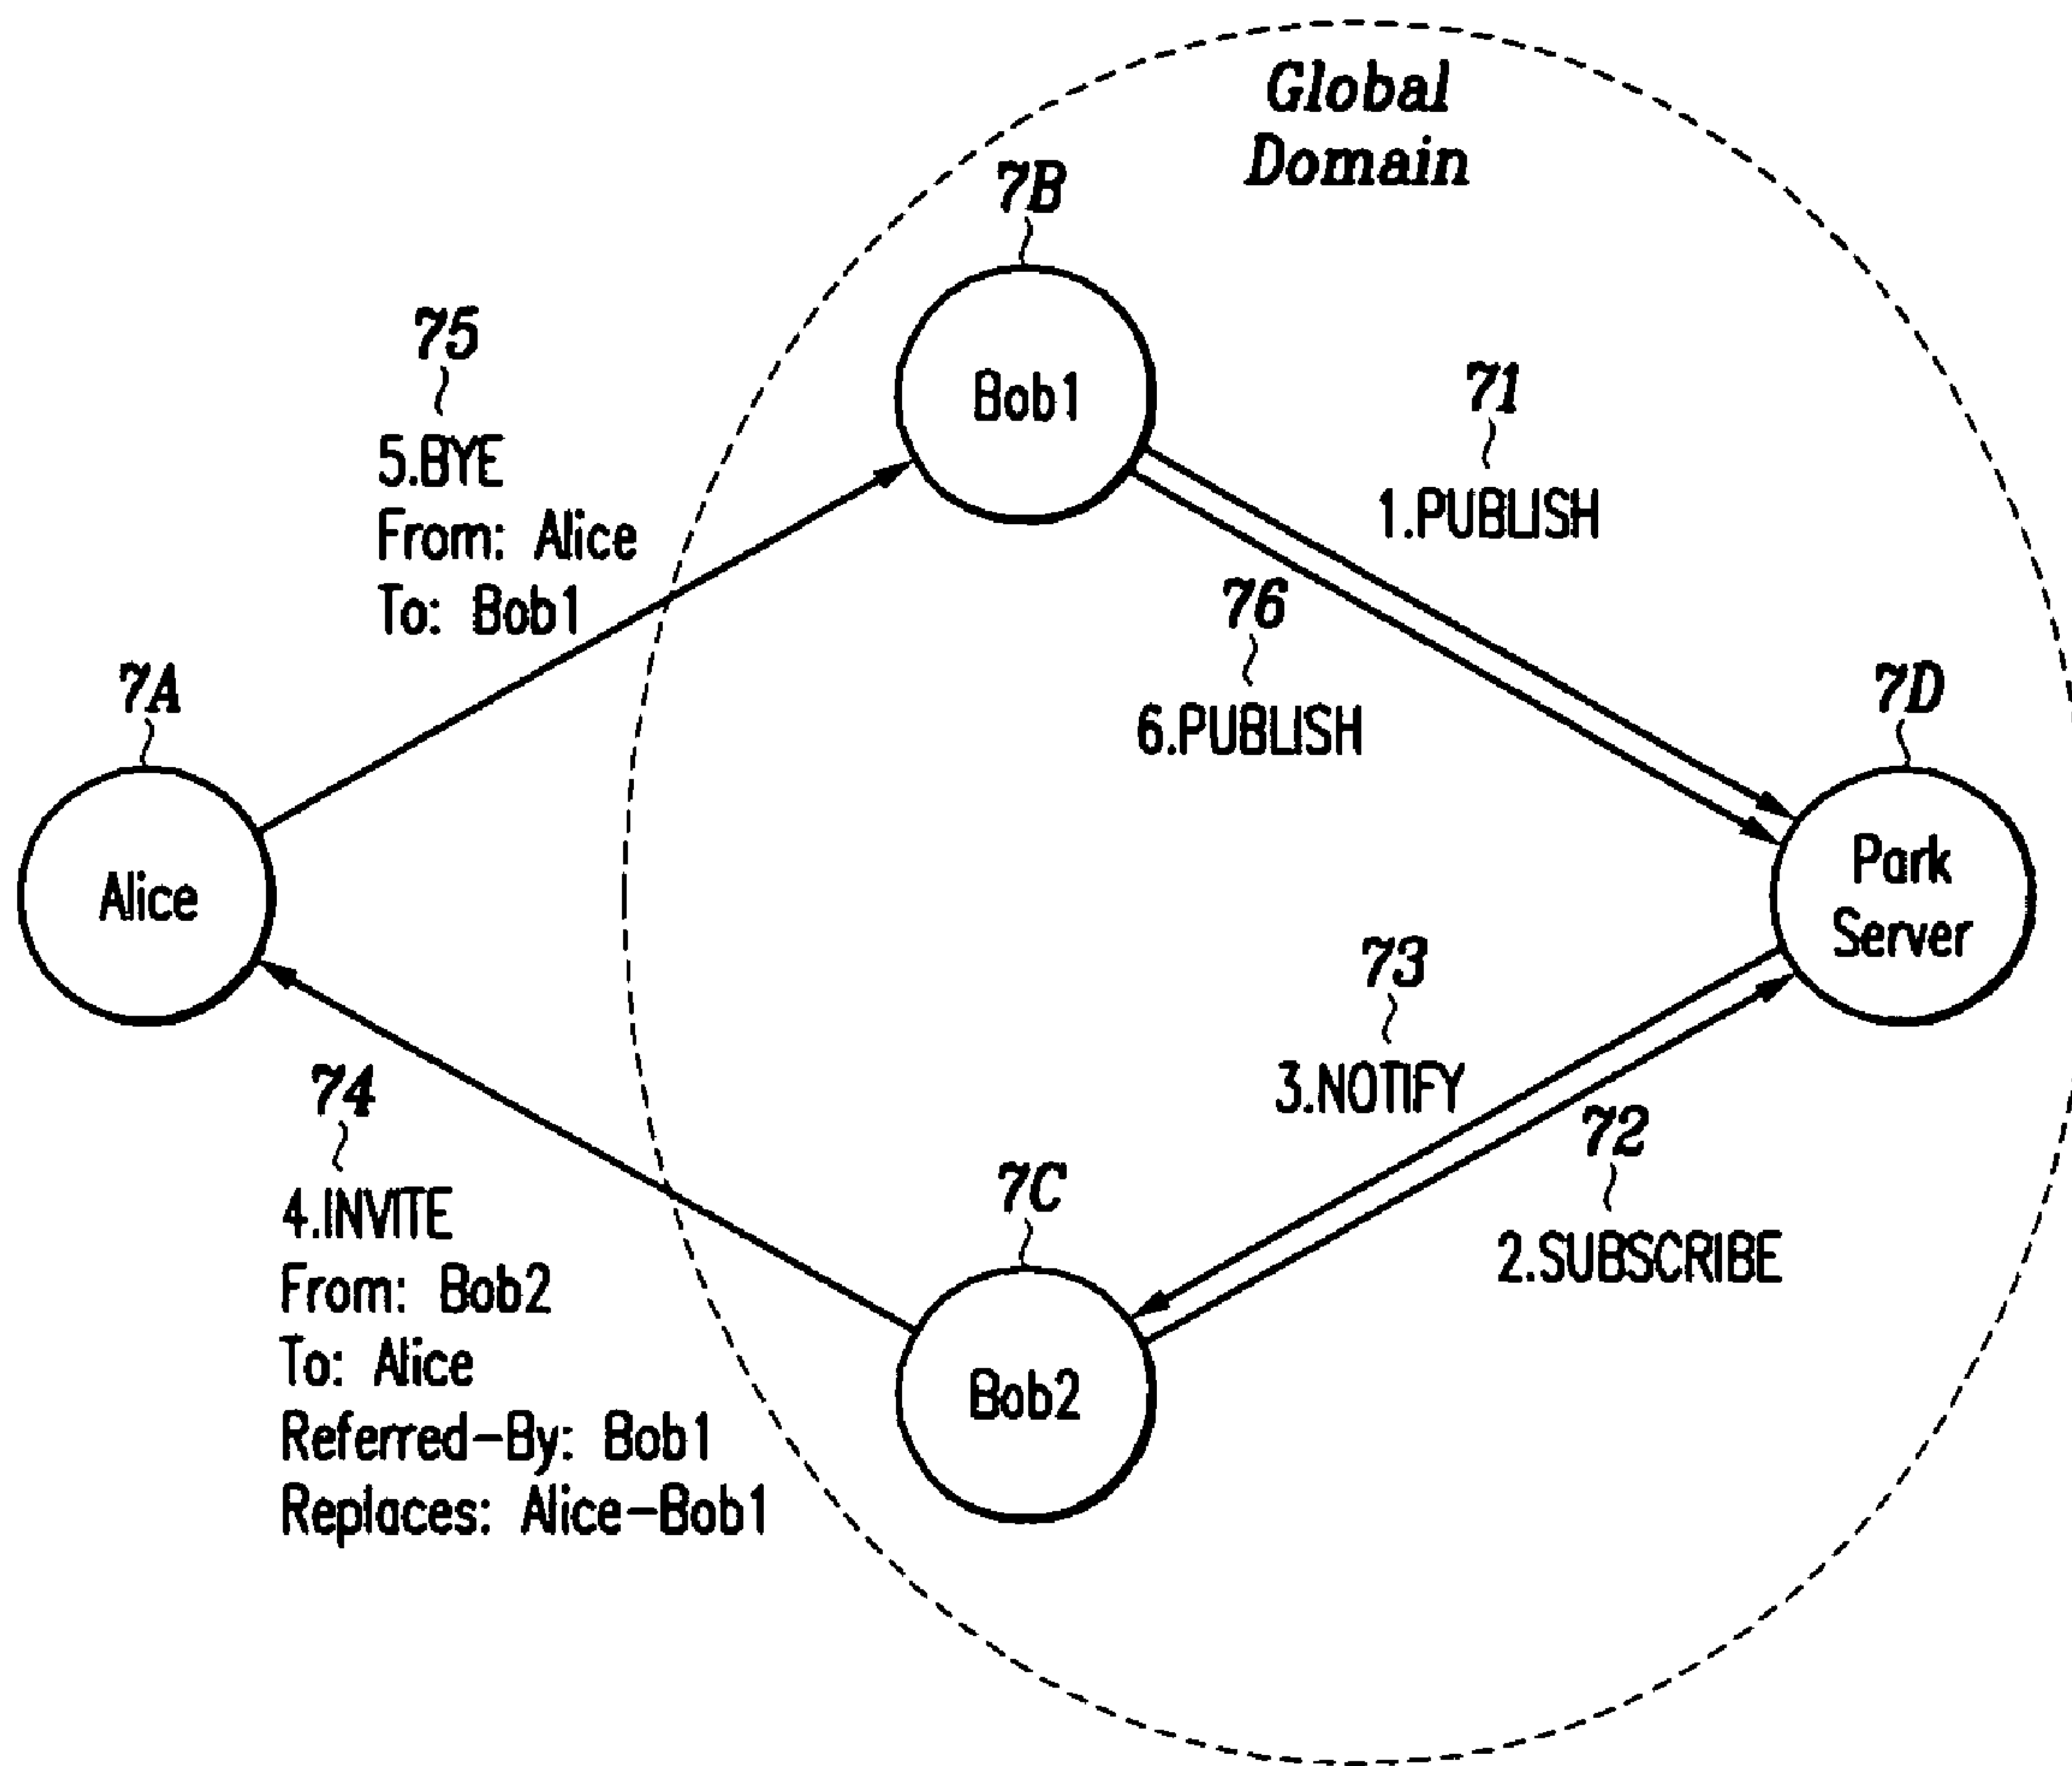 Global
Domain
7B
75
Bob1
71
5.BYE
From: Alice
To: Bob1
1.PUBLISH
76
7A
7D
6.PUBLISH
Alice
Park
Server
73
74
3.NOTIFY
72
7C
4.INVITE
From: Bob2
To: Alice
Referred-By: Bob1
Replaces: Alice-Bob1
2.SUBSCRIBE
Bob2